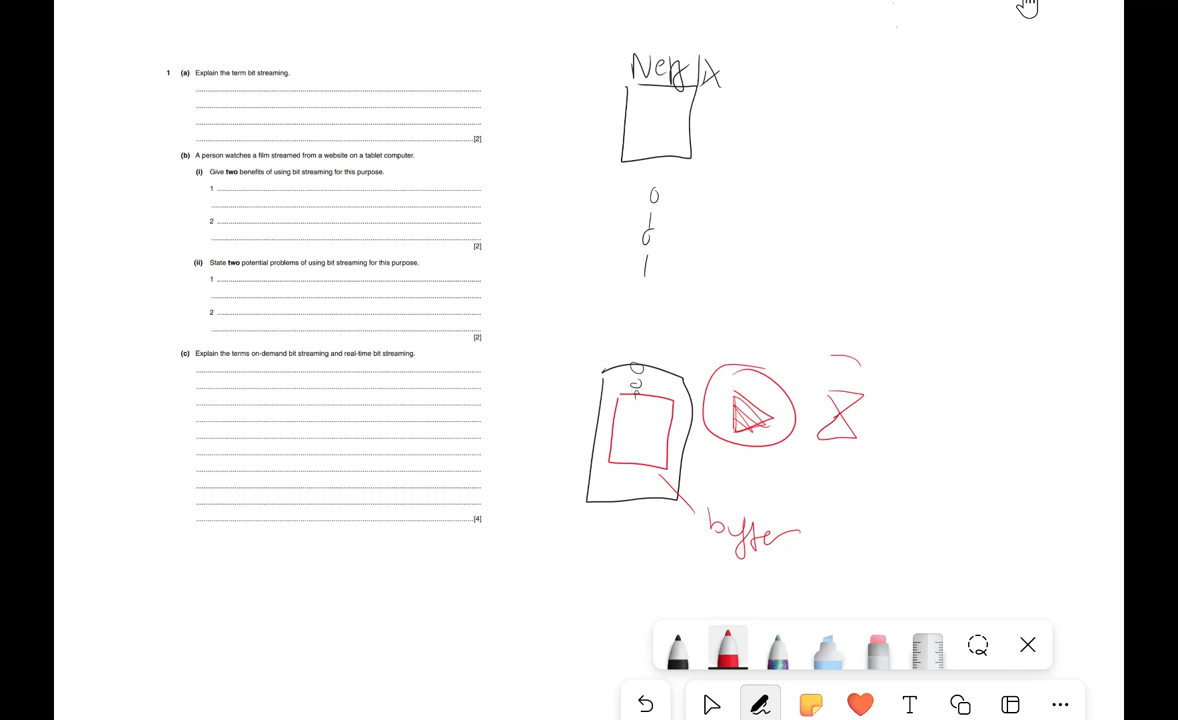 1 (a) Explain the term bit streaming.
[2]
(b) A person watches a film streamed from a website on a tablet computer.
(i) Give two benefits of using bit streaming for this purpose.
1
2
[2]
(ii) State two potential problems of using bit streaming for this purpose.
1
2
[2]
(c) Explain the terms on-demand bit streaming and real-time bit streaming.
[4]
0
1
0
1
T